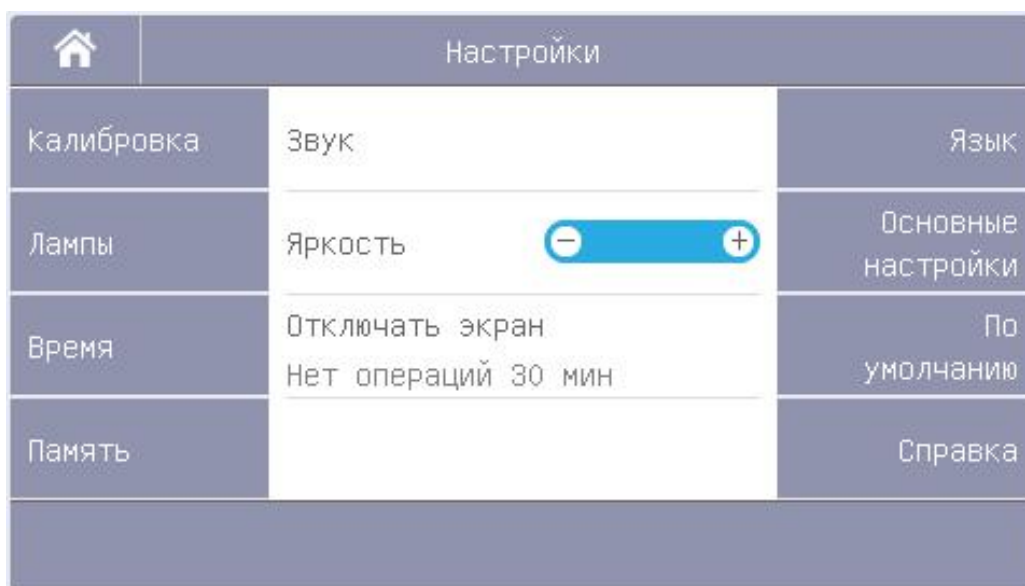 Настройки
Калибровка
Лампы
Время
Память
Звук
Яркость
Отключать экран
Нет операций 30 мин
Язык
Основные
настройки
По
умолчанию
Справка